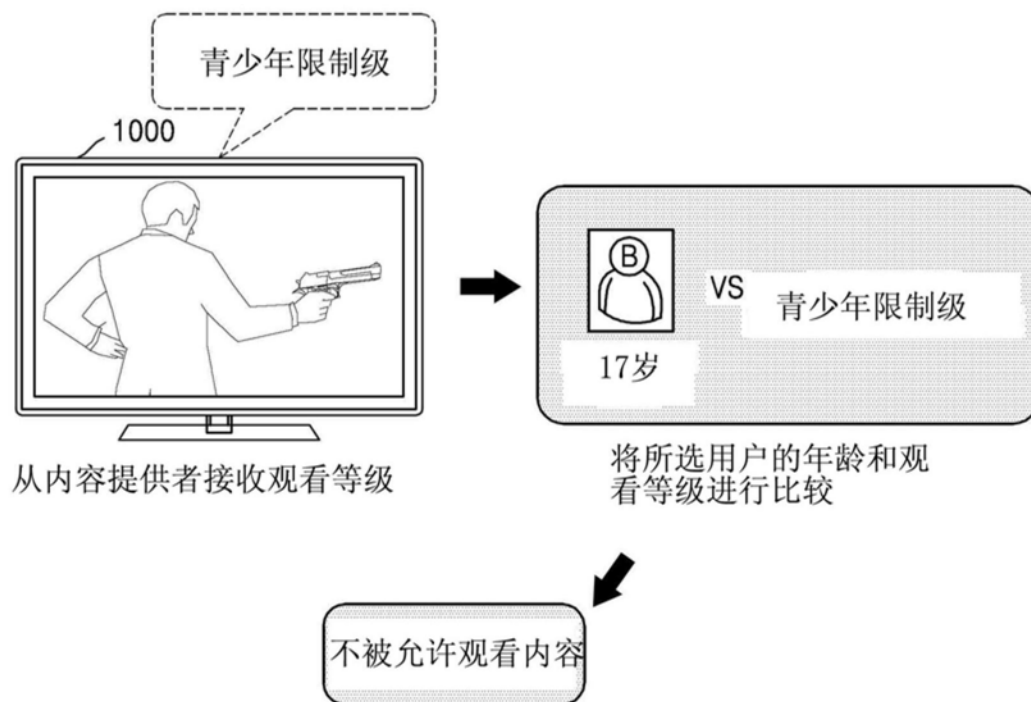 青少年限制级
1000
B
VS
青少年限制级
17岁
从内容提供者接收观看等级
将所选用户的年龄和观
看等级进行比较
不被允许观看内容